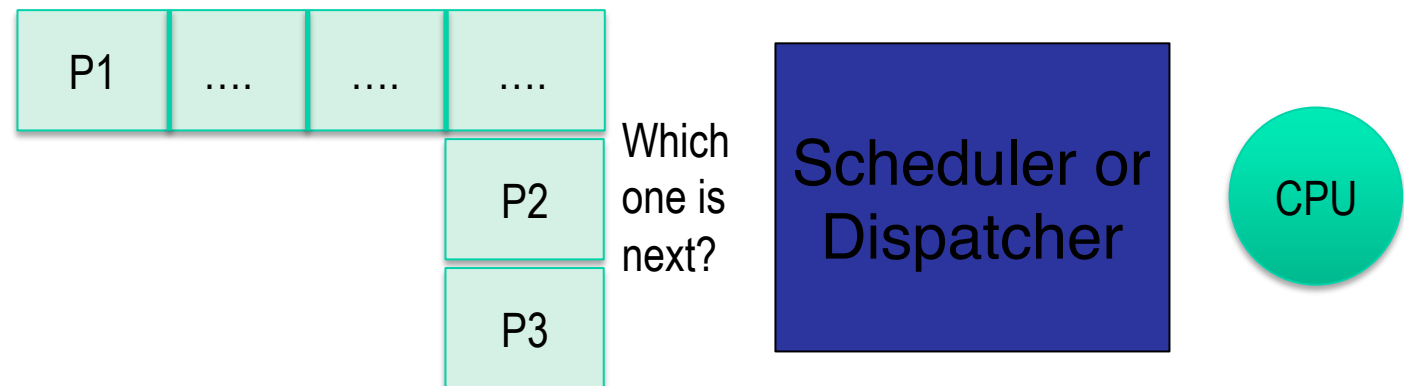 P1 .... .... ....
P2
P3
Which
one is
next?
Scheduler or
Dispatcher
CPU